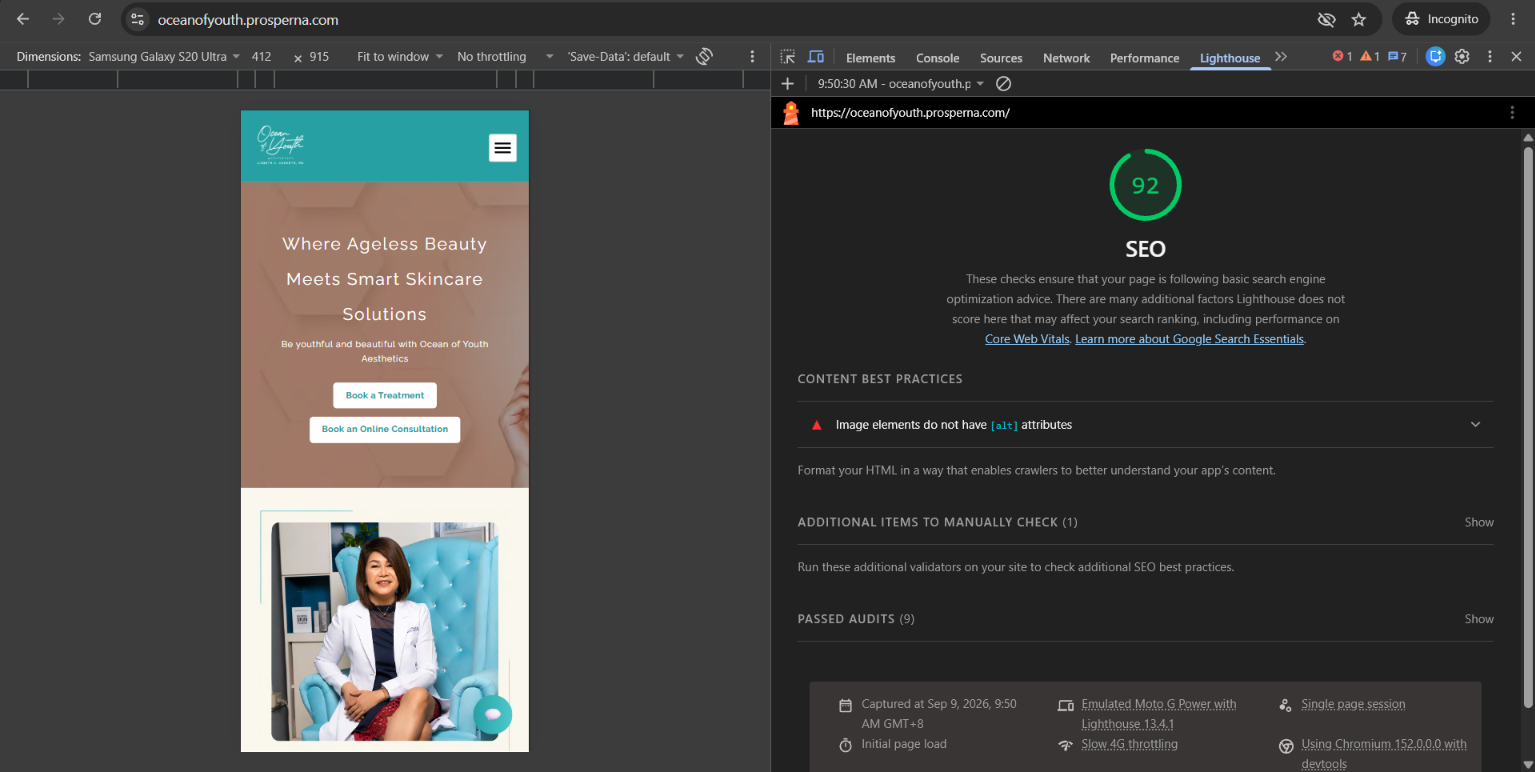 oceanofyouth.prosperna.com
Incognito
Dimensions: Samsung Galaxy S20 Ultra 412 × 915 Fit to window No throttling 'Save-Data': default
Elements Console Sources Network Performance Lighthouse 1 1 7
9:50:30 AM - oceanofyouth.p
https://oceanofyouth.prosperna.com/
Ocean of Youth
Where Ageless Beauty
Meets Smart Skincare
Solutions
Be youthful and beautiful with Ocean of Youth
Aesthetics
Book a Treatment
Book an Online Consultation
92
SEO
These checks ensure that your page is following basic search engine
optimization advice. There are many additional factors Lighthouse does not
score here that may affect your search ranking, including performance on
Core Web Vitals. Learn more about Google Search Essentials.
CONTENT BEST PRACTICES
Image elements do not have [alt] attributes
Format your HTML in a way that enables crawlers to better understand your app's content.
ADDITIONAL ITEMS TO MANUALLY CHECK (1)
Show
Run these additional validators on your site to check additional SEO best practices.
PASSED AUDITS (9)
Show
Captured at Sep 9, 2026, 9:50
AM GMT+8
Emulated Moto G Power with
Lighthouse 13.4.1
Single page session
Initial page load
Slow 4G throttling
Using Chromium 152.0.0.0 with
devtools